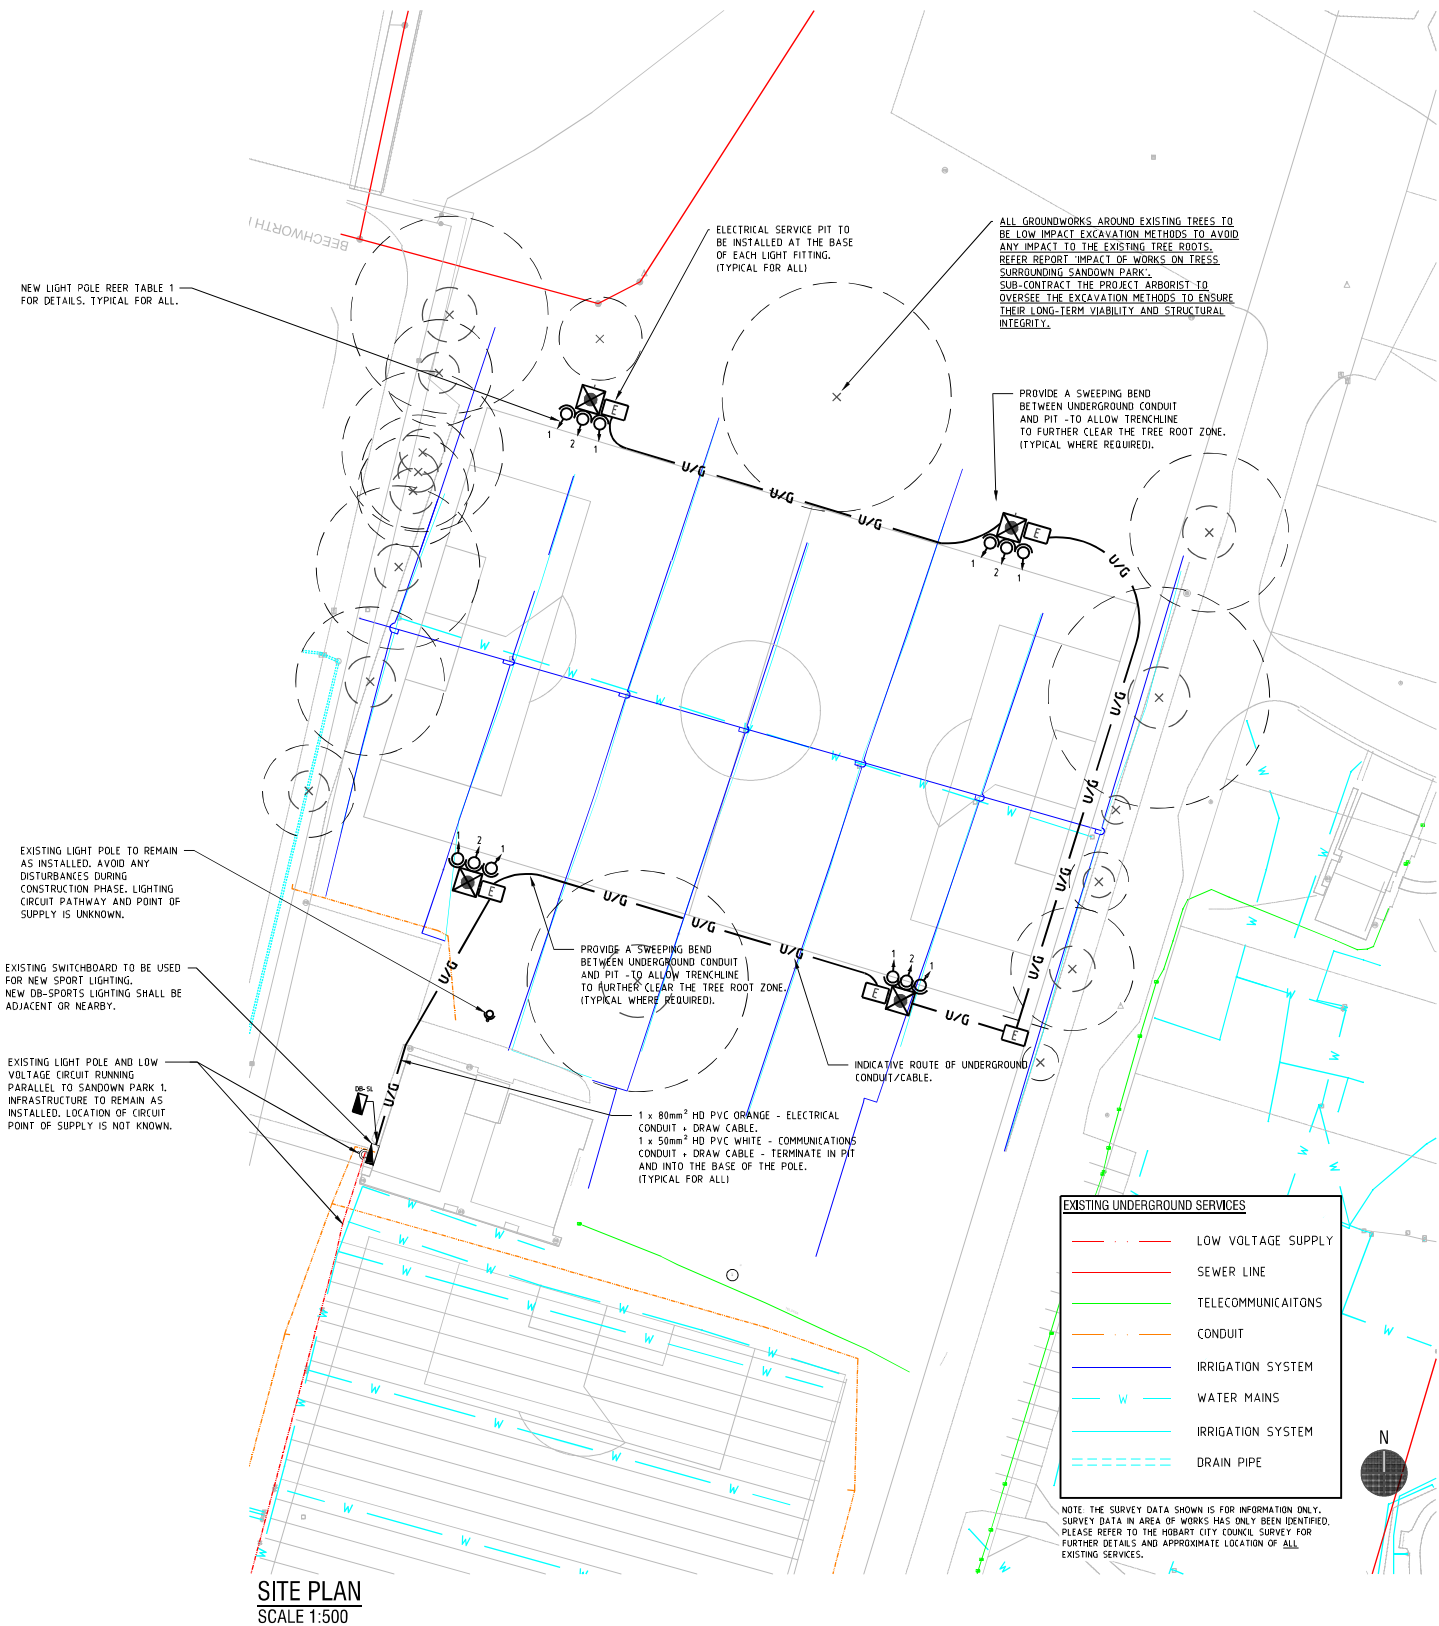 BEECHWORTH
ELECTRICAL SERVICE PIT TO
BE INSTALLED AT THE BASE
OF EACH LIGHT FITTING.
(TYPICAL FOR ALL)
ALL GROUNDWORKS AROUND EXISTING TREES TO
BE LOW IMPACT EXCAVATION METHODS TO AVOID
ANY IMPACT TO THE EXISTING TREE ROOTS.
REFER REPORT 'IMPACT OF WORKS ON TRESS
SURROUNDING SANDOWN PARK'.
SUB-CONTRACT THE PROJECT ARBORIST TO
OVERSEE THE EXCAVATION METHODS TO ENSURE
THEIR LONG-TERM VIABILITY AND STRUCTURAL
INTEGRITY.
NEW LIGHT POLE REER TABLE 1
FOR DETAILS. TYPICAL FOR ALL.
PROVIDE A SWEEPING BEND
BETWEEN UNDERGROUND CONDUIT
AND PIT -TO ALLOW TRENCHLINE
TO FURTHER CLEAR THE TREE ROOT ZONE.
(TYPICAL WHERE REQUIRED).
E
1 2 1
U/G
U/G
U/G
E
1 2 1
U/G
U/G
U/G
U/G
U/G
W
W
W
W
W
W
W
EXISTING LIGHT POLE TO REMAIN
AS INSTALLED. AVOID ANY
DISTURBANCES DURING
CONSTRUCTION PHASE. LIGHTING
CIRCUIT PATHWAY AND POINT OF
SUPPLY IS UNKNOWN.
1 2 1
E
U/G
U/G
U/G
U/G
PROVIDE A SWEEPING BEND
BETWEEN UNDERGROUND CONDUIT
AND PIT -TO ALLOW TRENCHLINE
TO FURTHER CLEAR THE TREE ROOT ZONE.
(TYPICAL WHERE REQUIRED).
1 2 1
E
U/G
E
EXISTING SWITCHBOARD TO BE USED
FOR NEW SPORT LIGHTING.
NEW DB-SPORTS LIGHTING SHALL BE
ADJACENT OR NEARBY.
EXISTING LIGHT POLE AND LOW
VOLTAGE CIRCUIT RUNNING
PARALLEL TO SANDOWN PARK 1.
INFRASTRUCTURE TO REMAIN AS
INSTALLED. LOCATION OF CIRCUIT
POINT OF SUPPLY IS NOT KNOWN.
DB-SL
U/G
INDICATIVE ROUTE OF UNDERGROUND
CONDUIT/CABLE.
1 x 80mm² HD PVC ORANGE - ELECTRICAL
CONDUIT + DRAW CABLE.
1 x 50mm² HD PVC WHITE - COMMUNICATIONS
CONDUIT + DRAW CABLE - TERMINATE IN PIT
AND INTO THE BASE OF THE POLE.
(TYPICAL FOR ALL)
EXISTING UNDERGROUND SERVICES
LOW VOLTAGE SUPPLY
SEWER LINE
TELECOMMUNICAITONS
CONDUIT
IRRIGATION SYSTEM
W WATER MAINS
IRRIGATION SYSTEM
DRAIN PIPE
N
NOTE: THE SURVEY DATA SHOWN IS FOR INFORMATION ONLY.
SURVEY DATA IN AREA OF WORKS HAS ONLY BEEN IDENTIFIED.
PLEASE REFER TO THE HOBART CITY COUNCIL SURVEY FOR
FURTHER DETAILS AND APPROXIMATE LOCATION OF ALL
EXISTING SERVICES.
SITE PLAN
SCALE 1:500